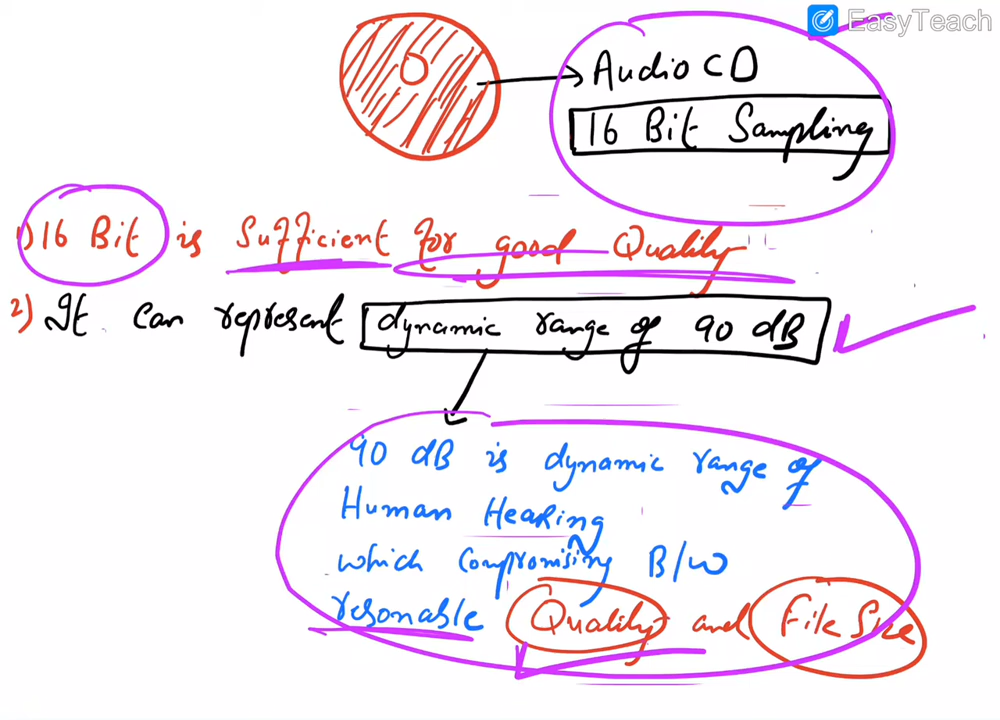 EasyTeach
Audio CD
16 Bit Sampling
1) 16 Bit is Sufficient for good Quality
2) It can represent dynamic range of 90 dB
90 dB is dynamic range of
Human Hearing
which compromising B/w
resonable Quality and File Size